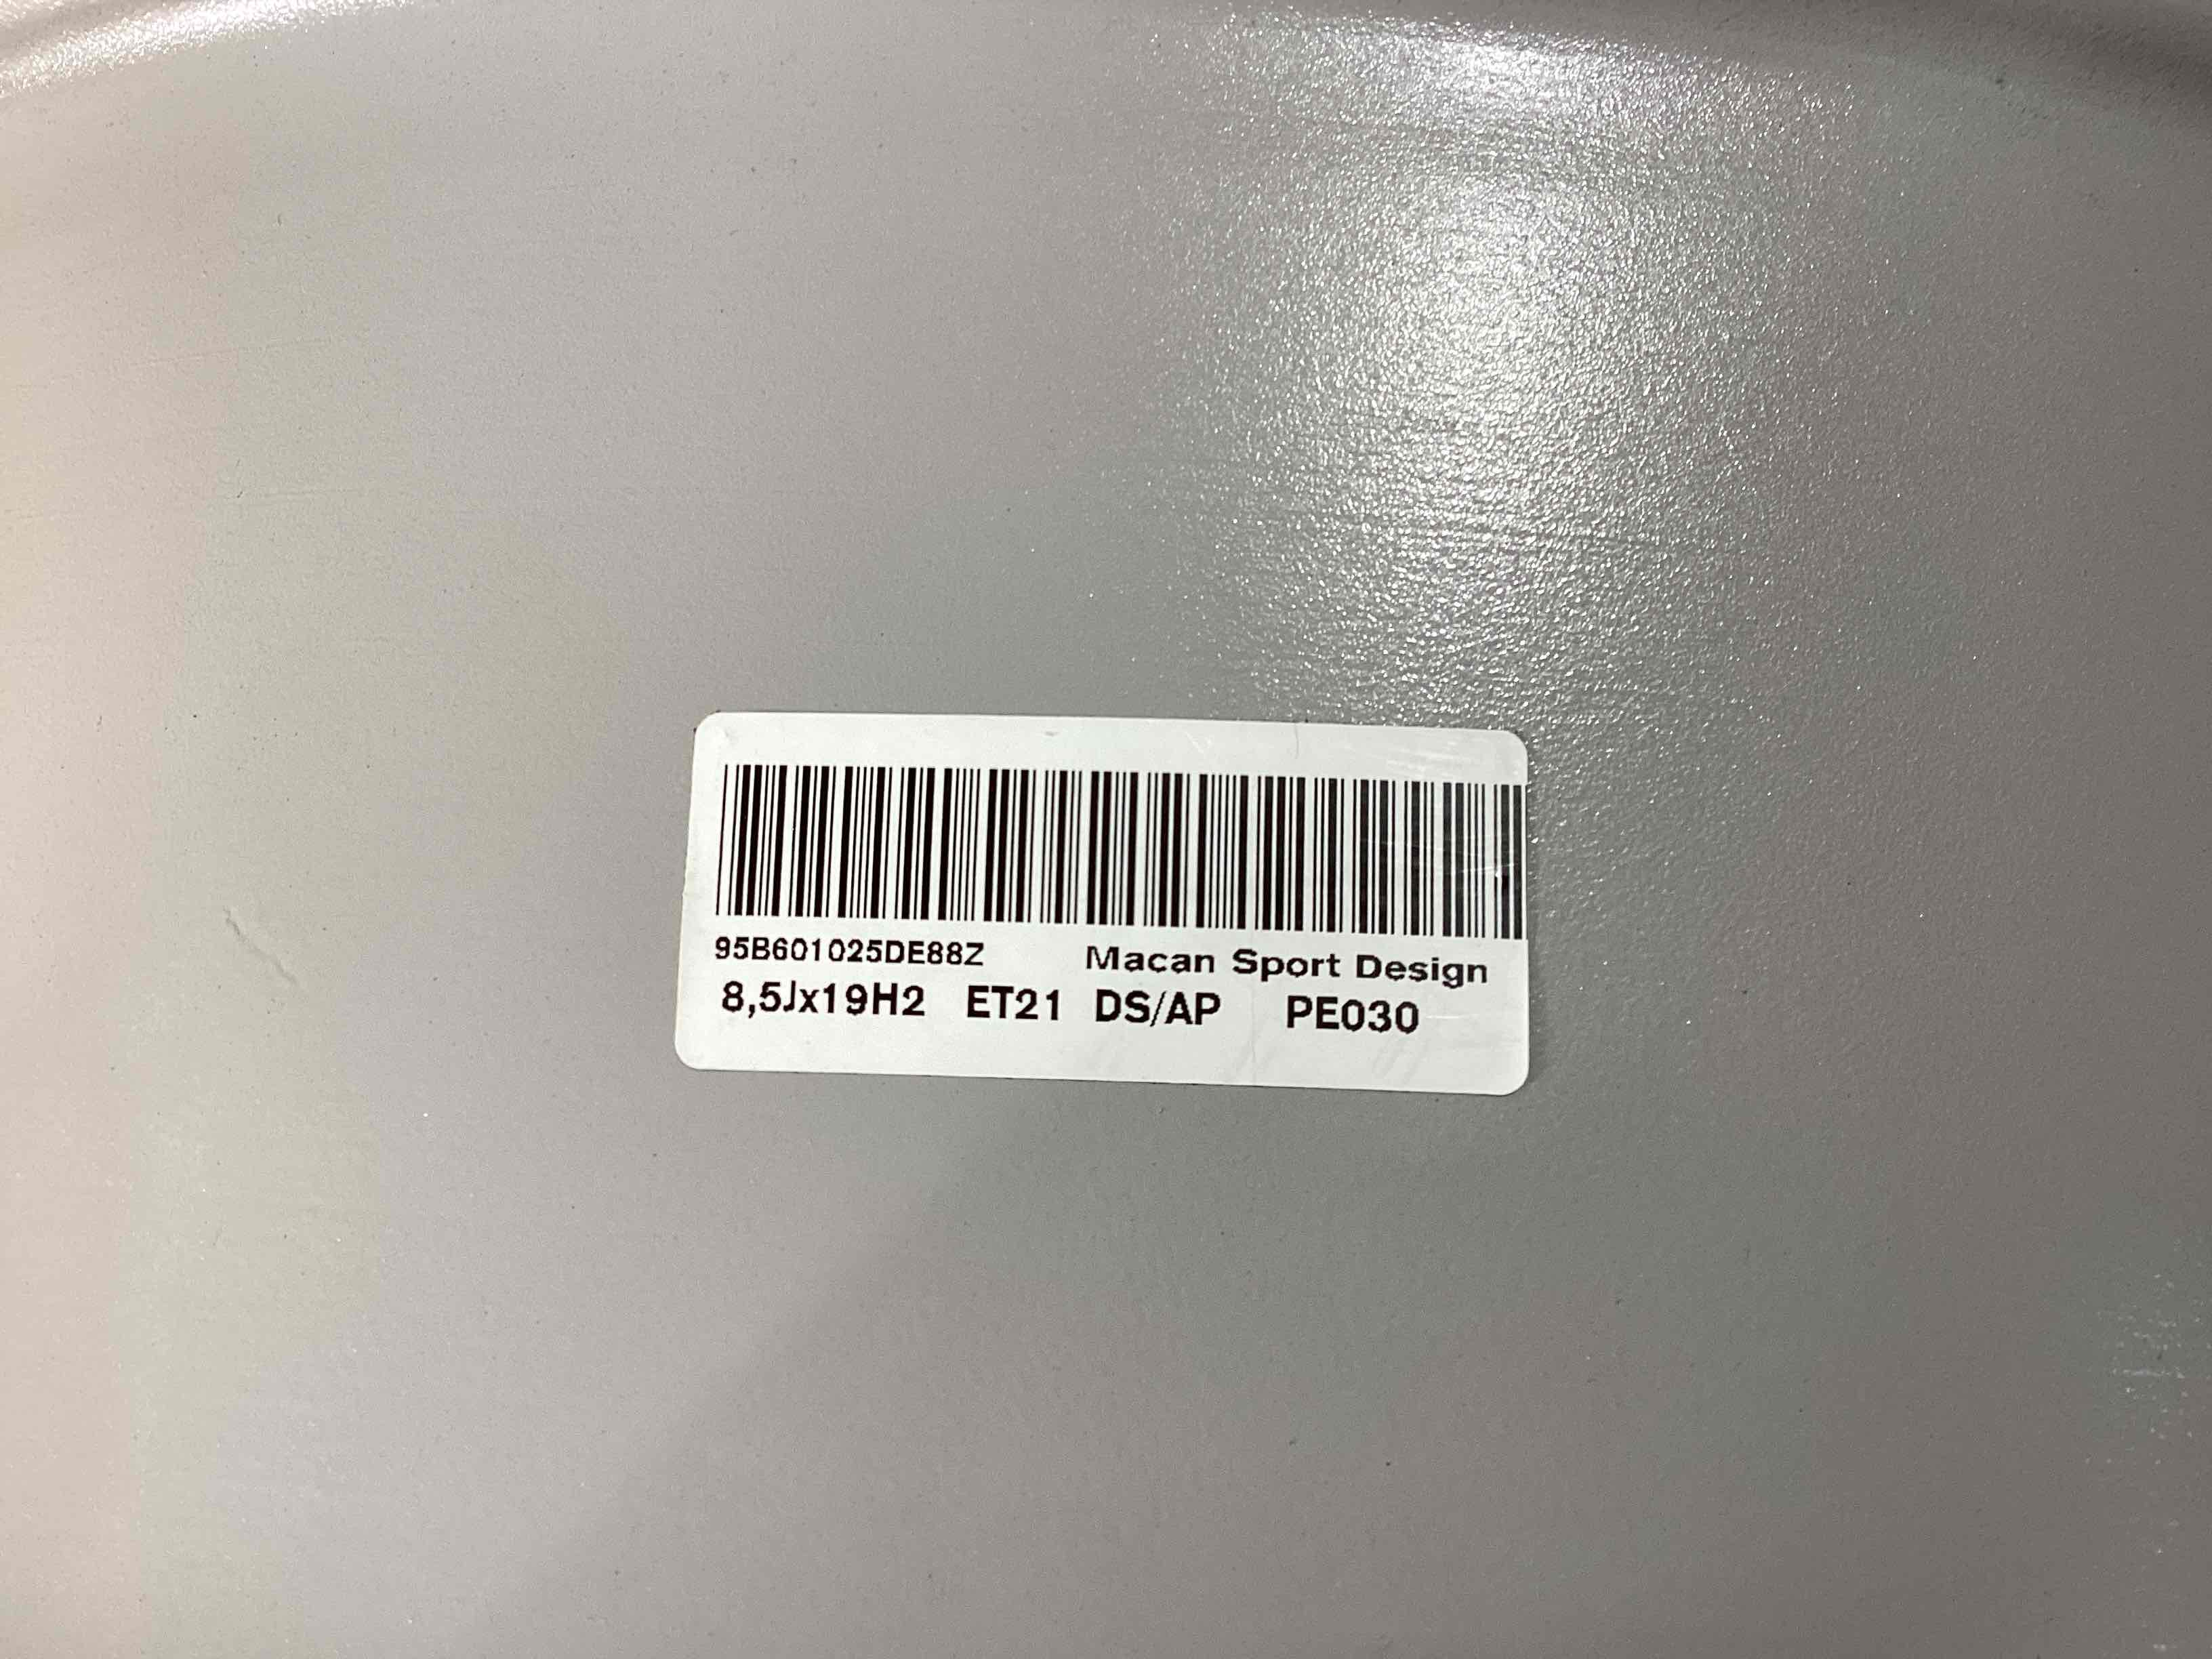 95B601025DE88Z Macan Sport Design
8,5Jx19H2 ET21 DS/AP PE030